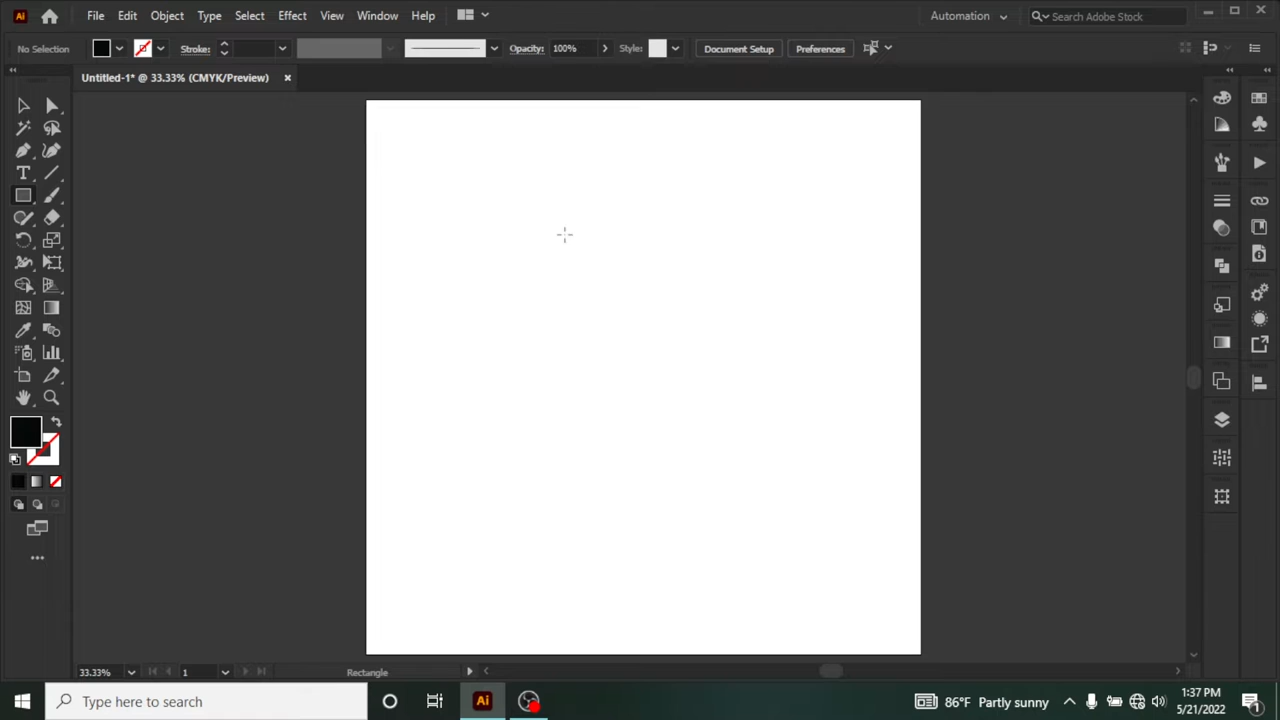 Ai File Edit Object Type Select Effect View Window Help Automation Search Adobe Stock
No Selection Stroke: Opacity: 100% Style: Document Setup Preferences
Untitled-1* @ 33.33% (CMYK/Preview)
T
33.33% 1 Rectangle
Type here to search Ai 86°F Partly sunny 1:37 PM
5/21/2022 1